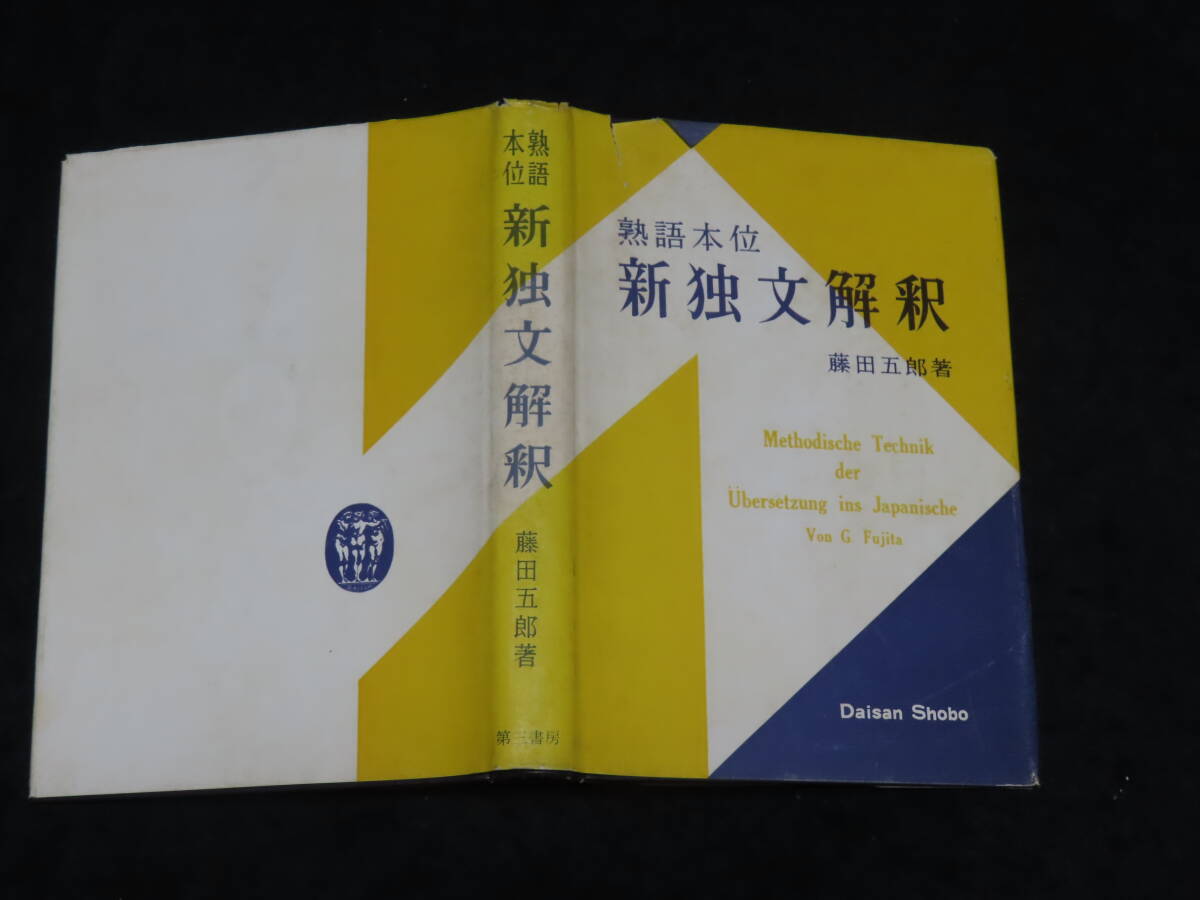 熟語本位
新独文解釈
藤田五郎著
Methodische Technik
der
Übersetzung ins Japanische
Von G. Fujita
Daisan Shobo
熟語
本位
新独文解釈
藤田五郎著
第三書房